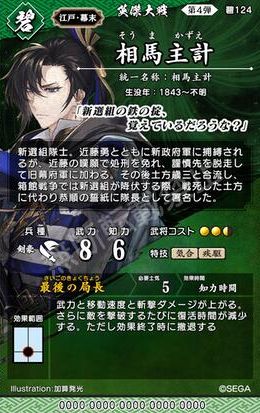 碧
江戸・幕末
英傑大戦
第4弾
碧124
そうま かずえ
相馬主計
統一名称：相馬主計
生没年：1843～不明
「新選組の鉄の掟、
覚えているだろうな?」
新選組隊士。近藤勇とともに新政府軍に捕縛され
るが、近藤の嘆願で処刑を免れ、謹慎先を脱走し
て旧幕府軍に加わる。その後土方歳三と合流し、
箱館戦争では新選組が降伏する際、戦死した土方
に代わり恭順の誓紙に隊長として署名した。
兵種 武力 知力 武将コスト
剣豪 8 6 特技 気合 疾駆
さいごのきょくちょう 必要士気 効果時間
最後の局長 5 知力時間
効果範囲
武力と移動速度と斬撃ダメージが上がる。
さらに敵を撃破するたびに復活時間が減少
する。ただし効果終了時に撤退する
Illustration:加算発光
©SEGA
0000-0000-0000-0000-0000